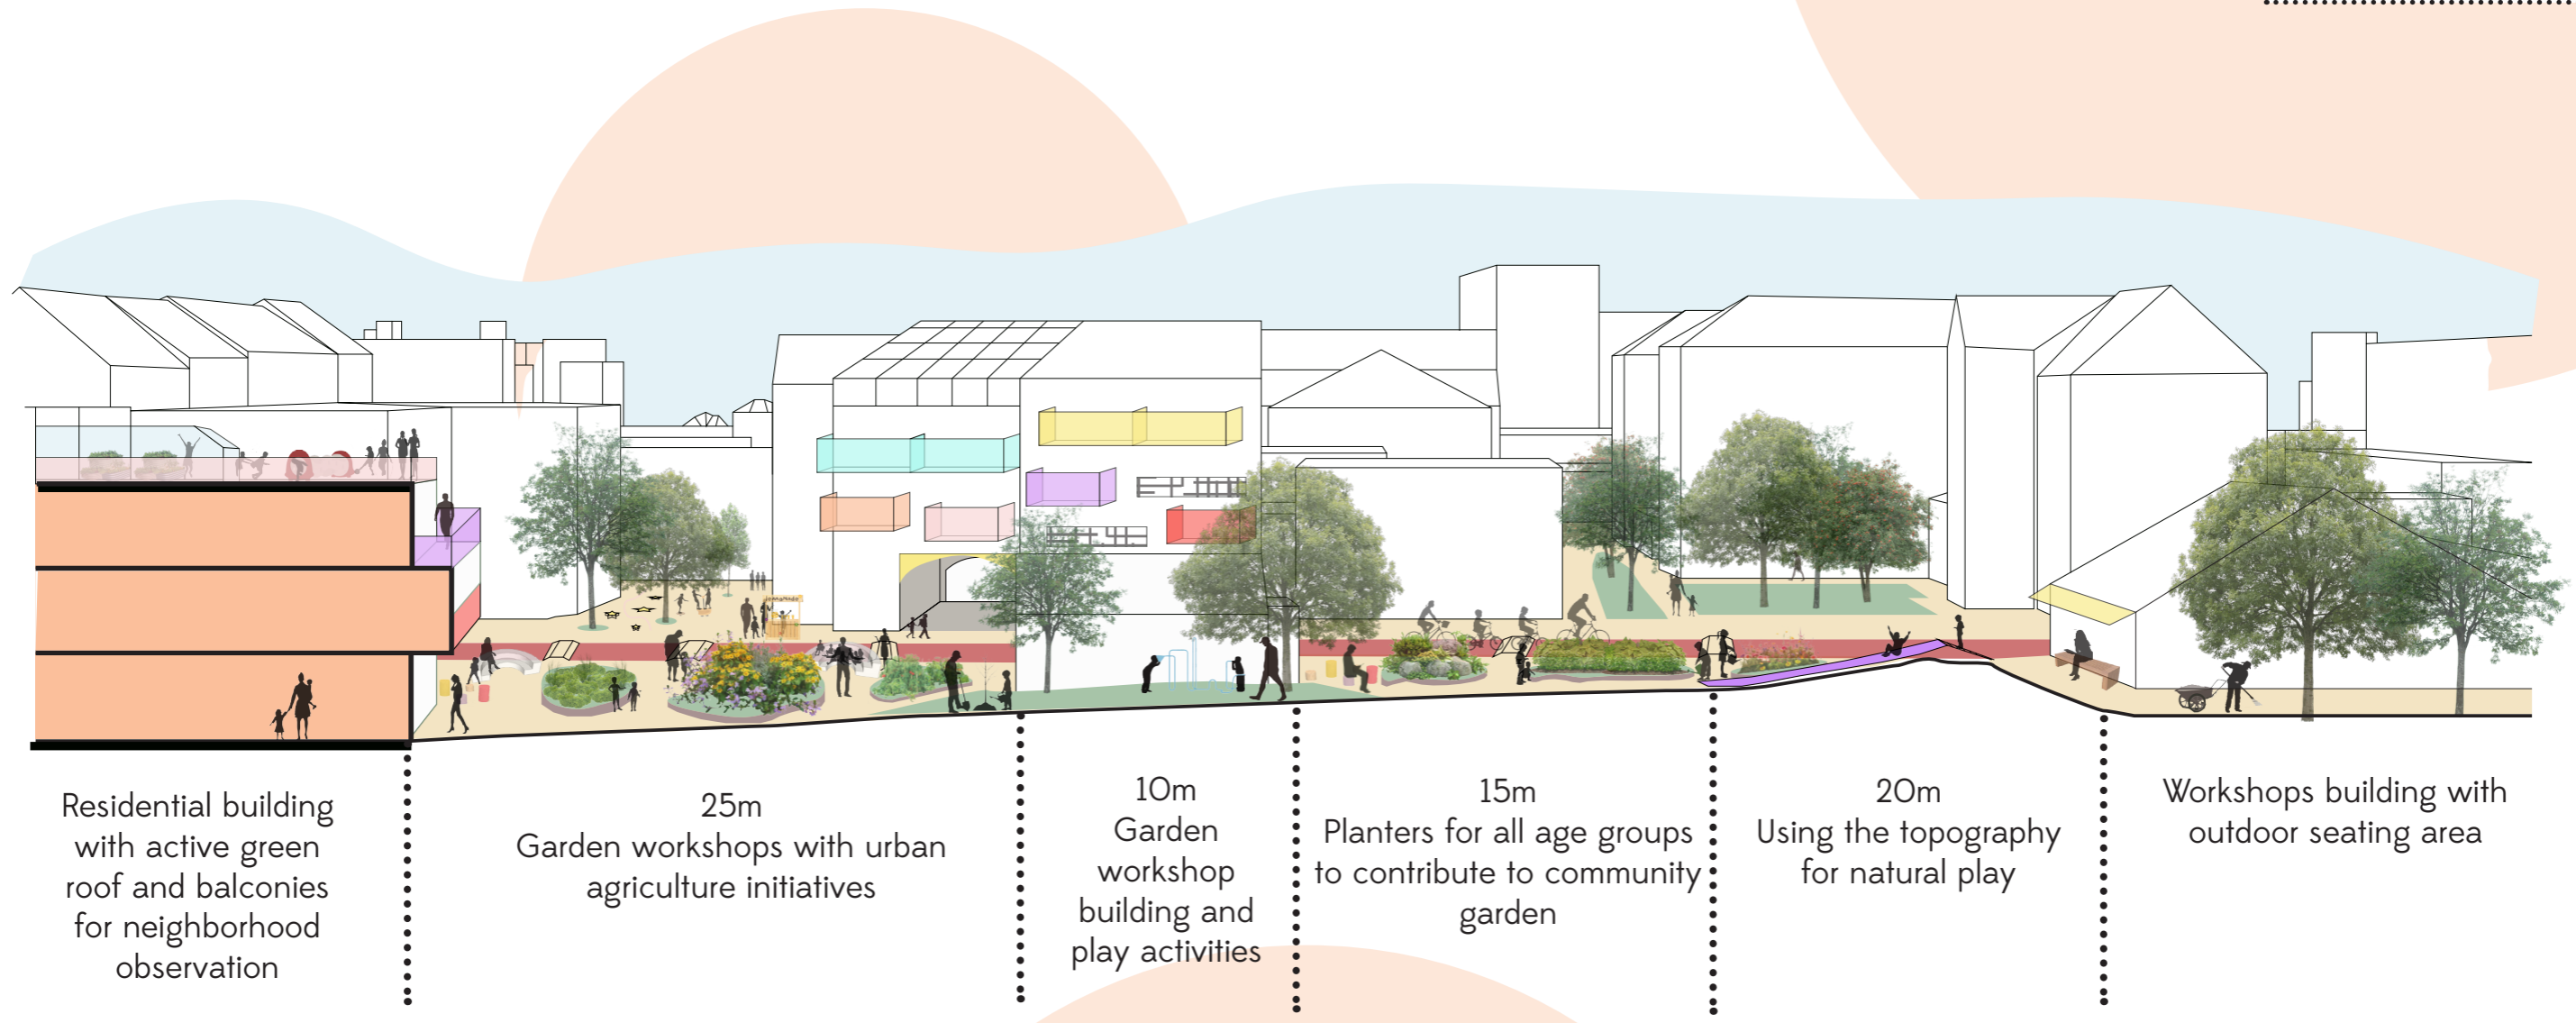 Lemonade
Residential building
with active green
roof and balconies
for neighborhood
observation
25m
Garden workshops with urban
agriculture initiatives
10m
Garden
workshop
building and
play activities
15m
Planters for all age groups
to contribute to community
garden
20m
Using the topography
for natural play
Workshops building with
outdoor seating area